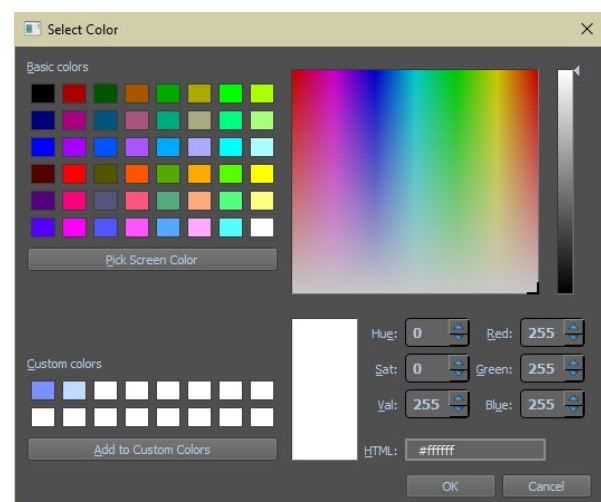 Select Color
Basic colors
Pick Screen Color
Hue: 0 Red: 255
Sat: 0 Green: 255
Val: 255 Blue: 255
Custom colors
Add to Custom Colors
HTML: #ffffff
OK Cancel